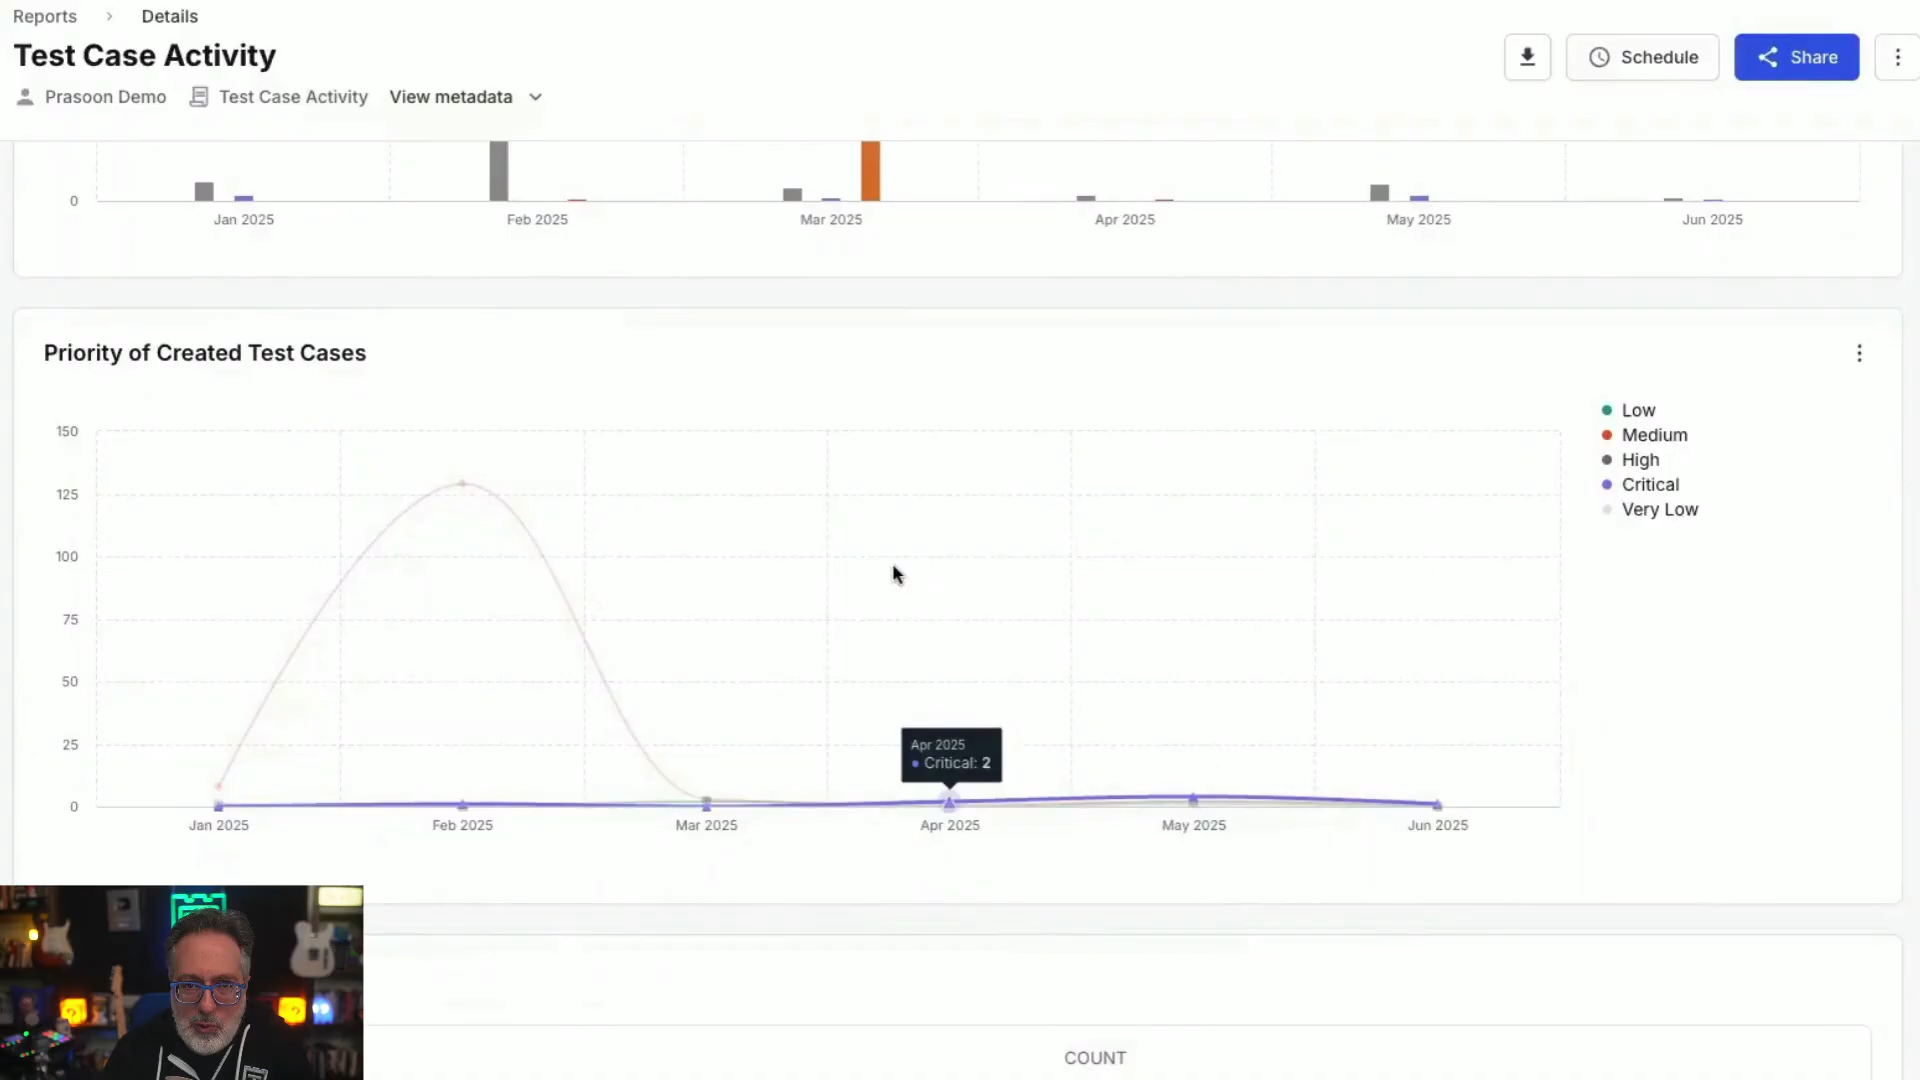 Reports > Details
Test Case Activity
Schedule
Share
Prasoon Demo
Test Case Activity
View metadata
0
Jan 2025
Feb 2025
Mar 2025
Apr 2025
May 2025
Jun 2025
Priority of Created Test Cases
Low
Medium
High
Critical
Very Low
150
125
100
75
50
25
0
Apr 2025
Critical: 2
Jan 2025
Feb 2025
Mar 2025
Apr 2025
May 2025
Jun 2025
COUNT